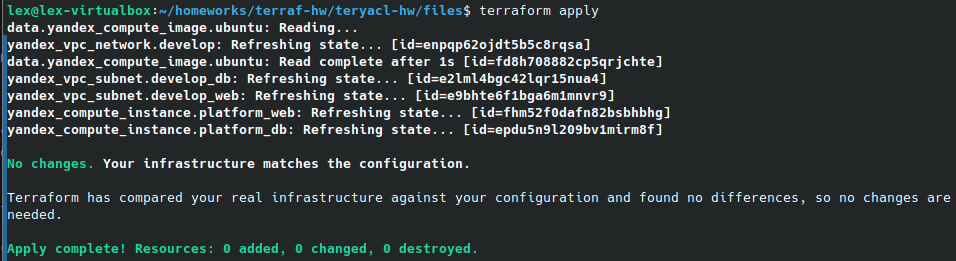 lex@lex-virtualbox:~/homeworks/terraf-hw/teryacl-hw/files$ terraform apply
data.yandex_compute_image.ubuntu: Reading...
yandex_vpc_network.develop: Refreshing state... [id=enpqp62ojdt5b5c8rqsa]
data.yandex_compute_image.ubuntu: Read complete after 1s [id=fd8h708882cp5qrjchte]
yandex_vpc_subnet.develop_db: Refreshing state... [id=e2lml4bgc42lqr15nua4]
yandex_vpc_subnet.develop_web: Refreshing state... [id=e9bhte6f1bga6m1mnvr9]
yandex_compute_instance.platform_web: Refreshing state... [id=fhm52f0dafn82bsbhbhg]
yandex_compute_instance.platform_db: Refreshing state... [id=epdu5n9l209bv1mirm8f]
No changes. Your infrastructure matches the configuration.
Terraform has compared your real infrastructure against your configuration and found no differences, so no changes are
needed.
Apply complete! Resources: 0 added, 0 changed, 0 destroyed.